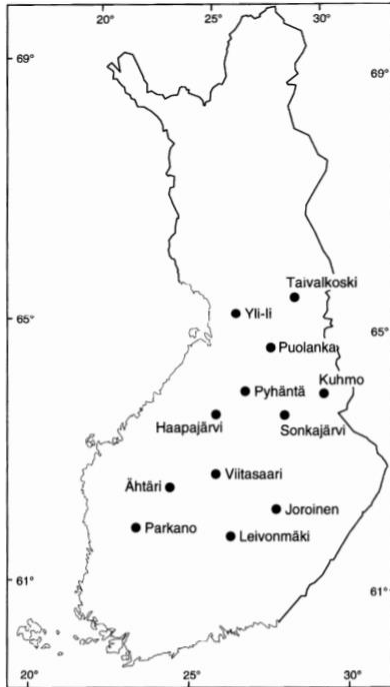 20° 25° 30°
69° 69°
Taivalkoski
Yli-Ii
65° 65°
Puolanka
Pyhäntä Kuhmo
Haapajärvi Sonkajärvi
Viitasaari
Ähtäri
Joroinen
Parkano
Leivonmäki
61° 61°
20° 25° 30°